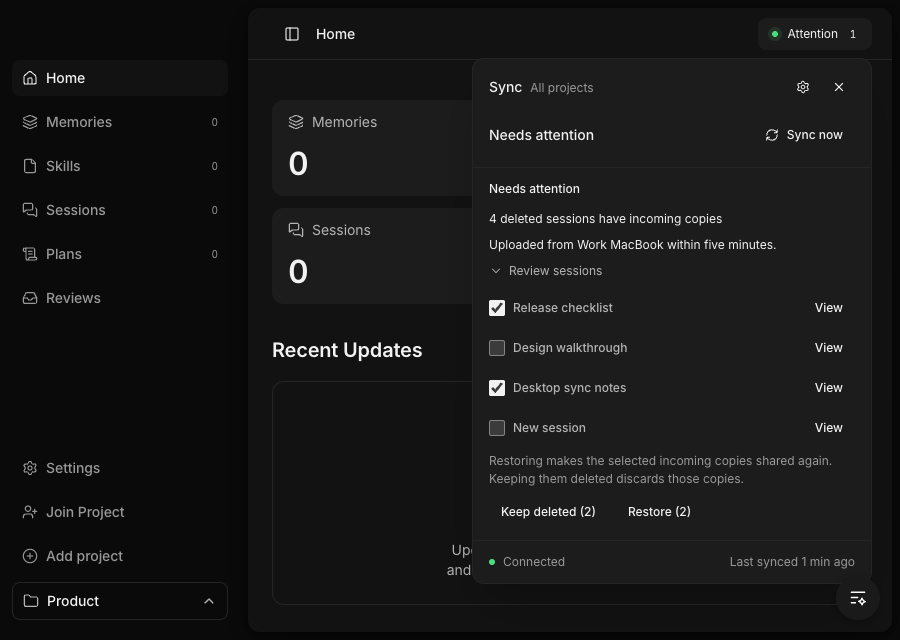 Home
Memories 0
Skills 0
Sessions 0
Plans 0
Reviews
Settings
Join Project
Add project
Product
Home
Attention 1
Memories
0
Sessions
0
Recent Updates
Sync All projects
Needs attention
Sync now
Needs attention
4 deleted sessions have incoming copies
Uploaded from Work MacBook within five minutes.
Review sessions
Release checklist View
Design walkthrough View
Desktop sync notes View
New session View
Restoring makes the selected incoming copies shared again.
Keeping them deleted discards those copies.
Keep deleted (2) Restore (2)
Connected Last synced 1 min ago
and